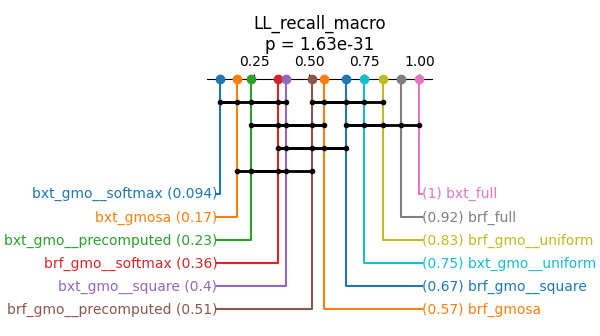 LL_recall_macro
p = 1.63e-31
0.25 0.50 0.75 1.00
bxt_gmo__softmax (0.094) (1) bxt_full
bxt_gmosa (0.17) (0.92) brf_full
bxt_gmo__precomputed (0.23) (0.83) brf_gmo__uniform
brf_gmo__softmax (0.36) (0.75) bxt_gmo__uniform
bxt_gmo__square (0.4) (0.67) brf_gmo__square
brf_gmo__precomputed (0.51) (0.57) brf_gmosa